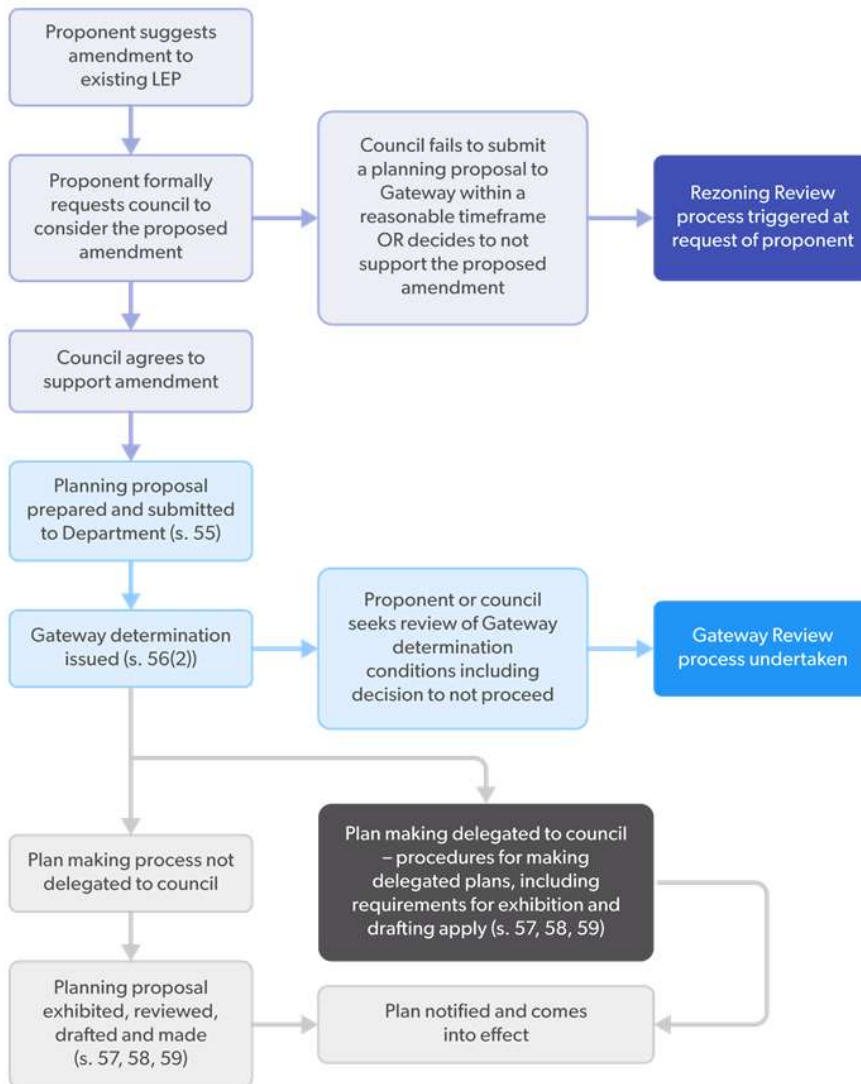 Proponent suggests
amendment to
existing LEP
Proponent formally
requests council to
consider the proposed
amendment
Council fails to submit
a planning proposal to
Gateway within a
reasonable timeframe
OR decides to not
support the proposed
amendment
Rezoning Review
process triggered at
request of proponent
Council agrees to
support amendment
Planning proposal
prepared and submitted
to Department (s. 55)
Gateway determination
issued (s. 56(2))
Proponent or council
seeks review of Gateway
determination
conditions including
decision to not proceed
Gateway Review
process undertaken
Plan making process not
delegated to council
Plan making delegated to council
– procedures for making
delegated plans, including
requirements for exhibition and
drafting apply (s. 57, 58, 59)
Planning proposal
exhibited, reviewed,
drafted and made
(s. 57, 58, 59)
Plan notified and comes
into effect